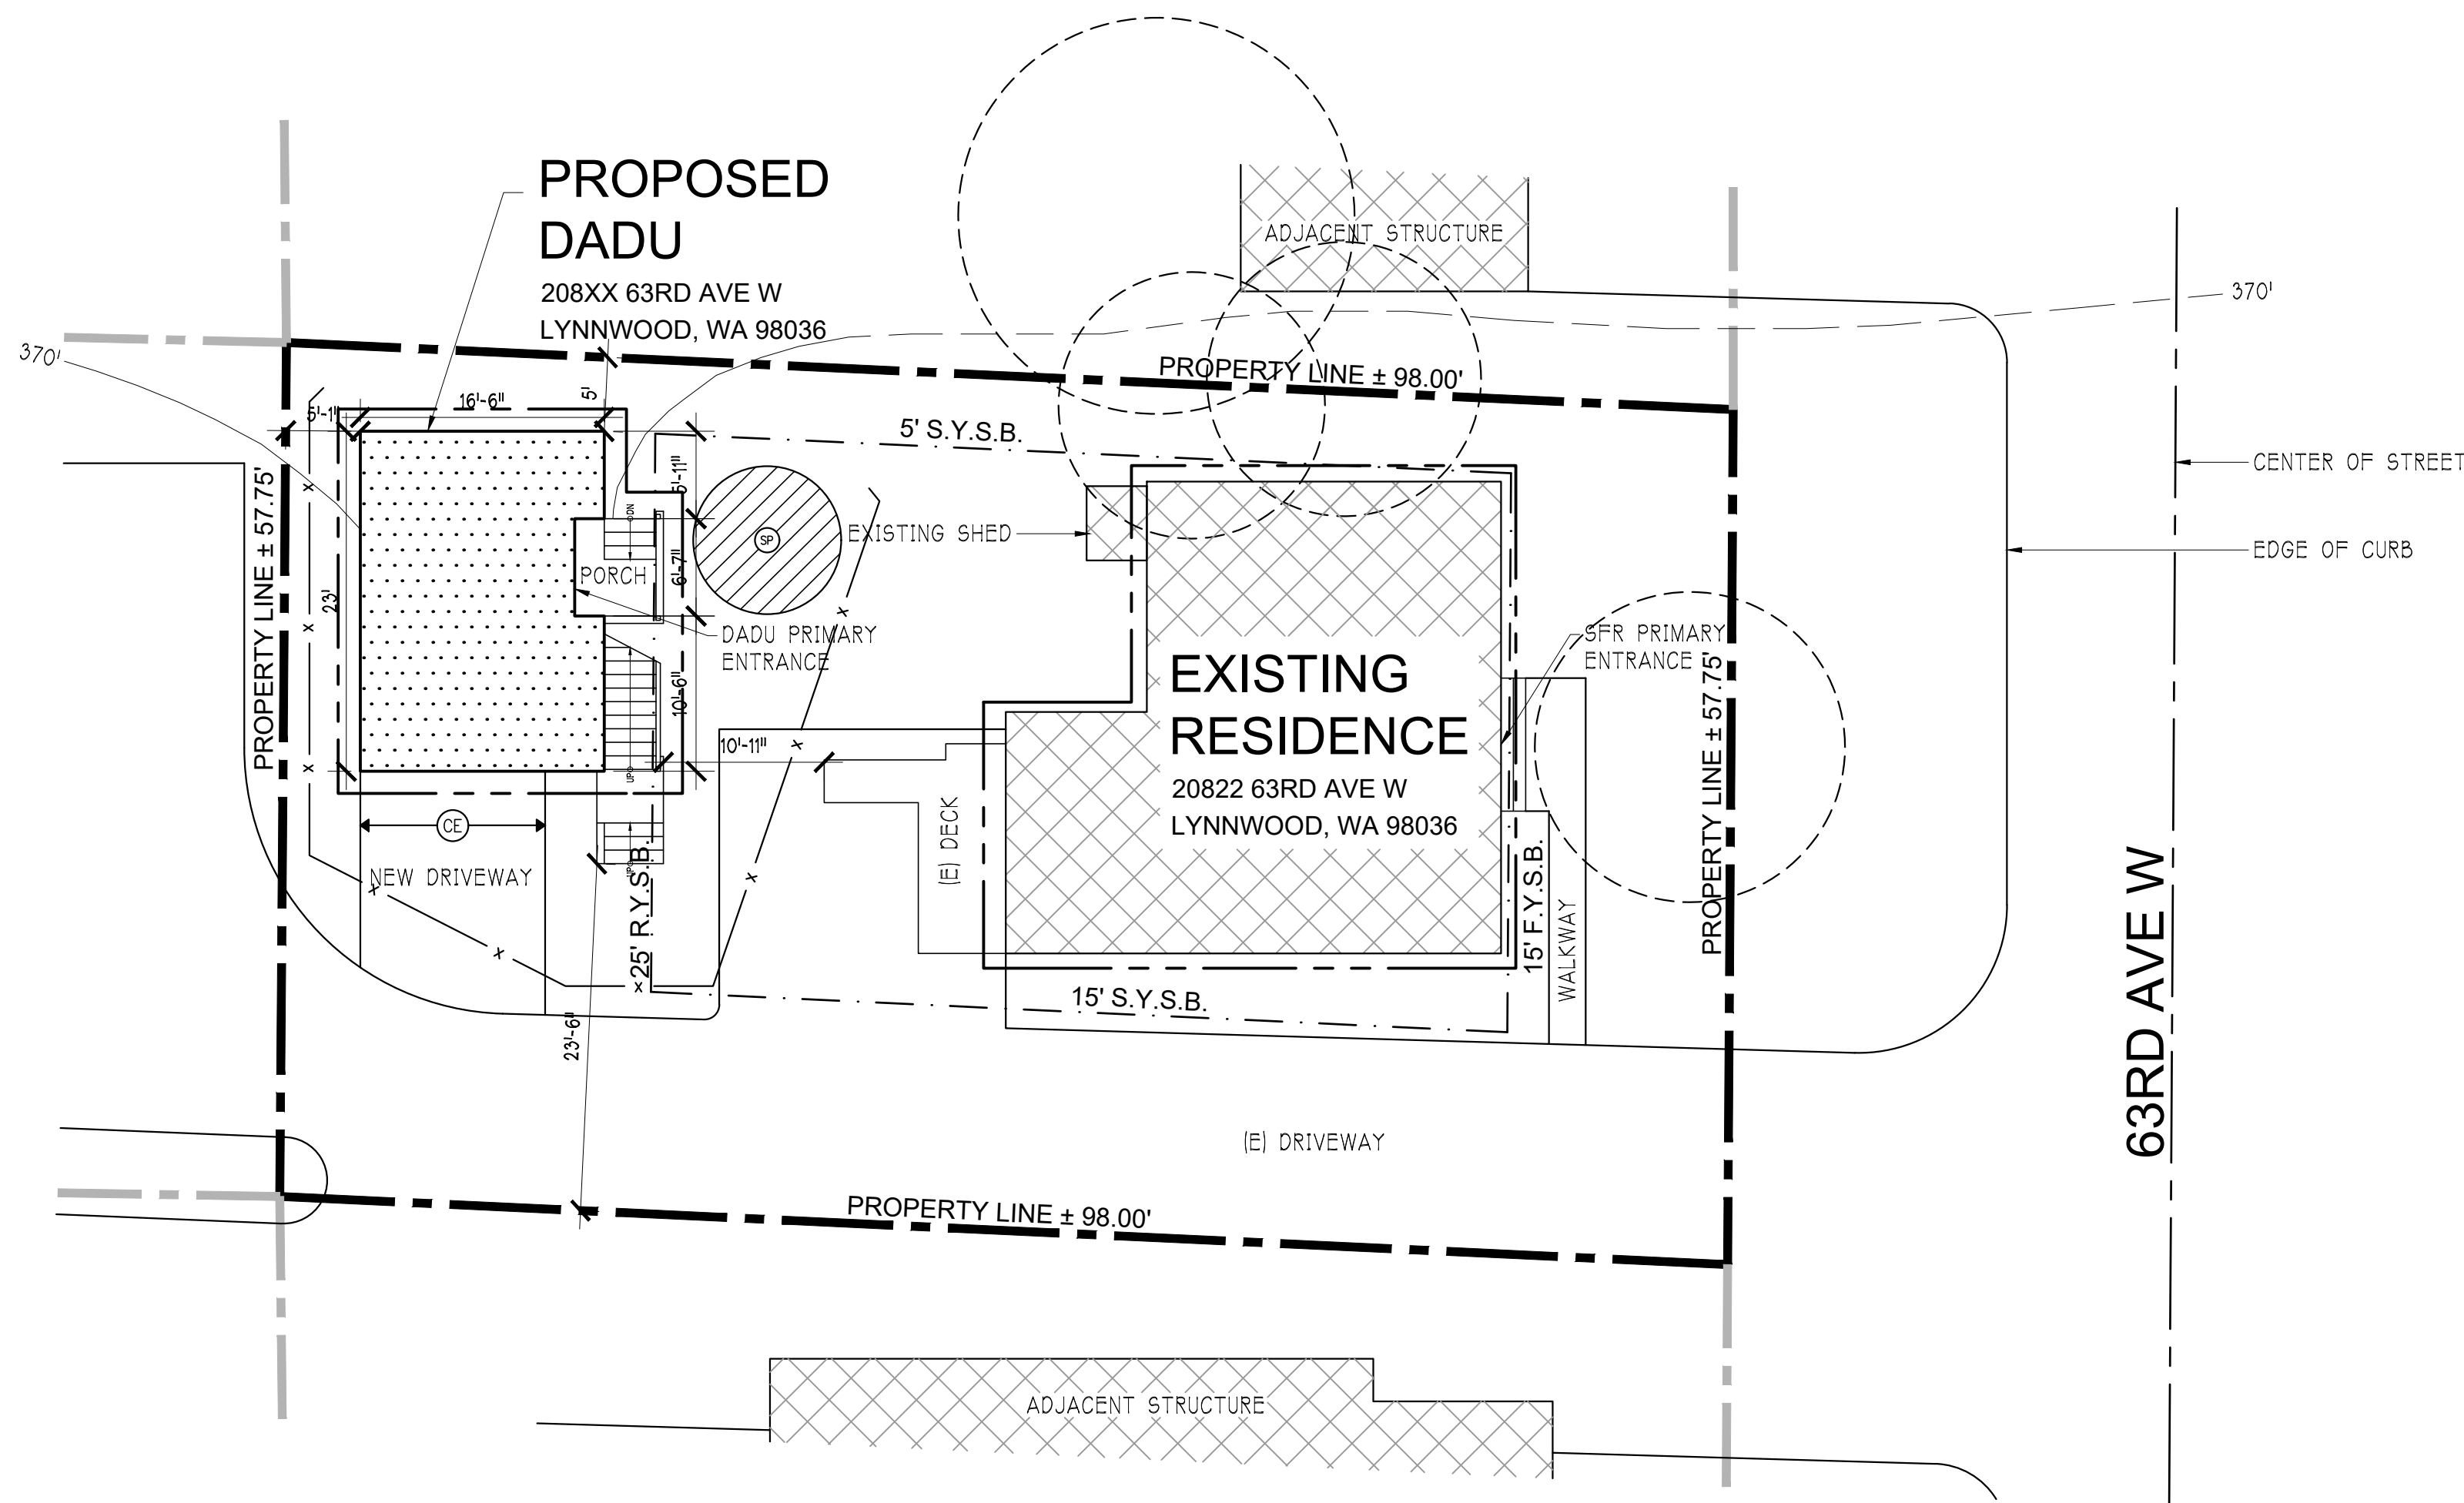 PROPOSED
DADU
208XX 63RD AVE W
LYNNWOOD, WA 98036
ADJACENT STRUCTURE
370'
370'
PROPERTY LINE ± 98.00'
5'-1"
16'-6"
5'
5' S.Y.S.B.
CENTER OF STREET
5'-11"
PROPERTY LINE ± 57.75'
x
DN
SP
EXISTING SHED
EDGE OF CURB
PORCH
6'-7"
23'
x
x
DADU PRIMARY
ENTRANCE
SFR PRIMARY
ENTRANCE
EXISTING
RESIDENCE
20822 63RD AVE W
LYNNWOOD, WA 98036
10'-6"
10'-11"
x
x
UP
CE
(E) DECK
PROPERTY LINE ± 57.75'
NEW DRIVEWAY
x
x
UP
25' R.Y.S.B.
15' F.Y.S.B.
WALKWAY
x
x
15' S.Y.S.B.
23'-6"
63RD AVE W
(E) DRIVEWAY
PROPERTY LINE ± 98.00'
ADJACENT STRUCTURE